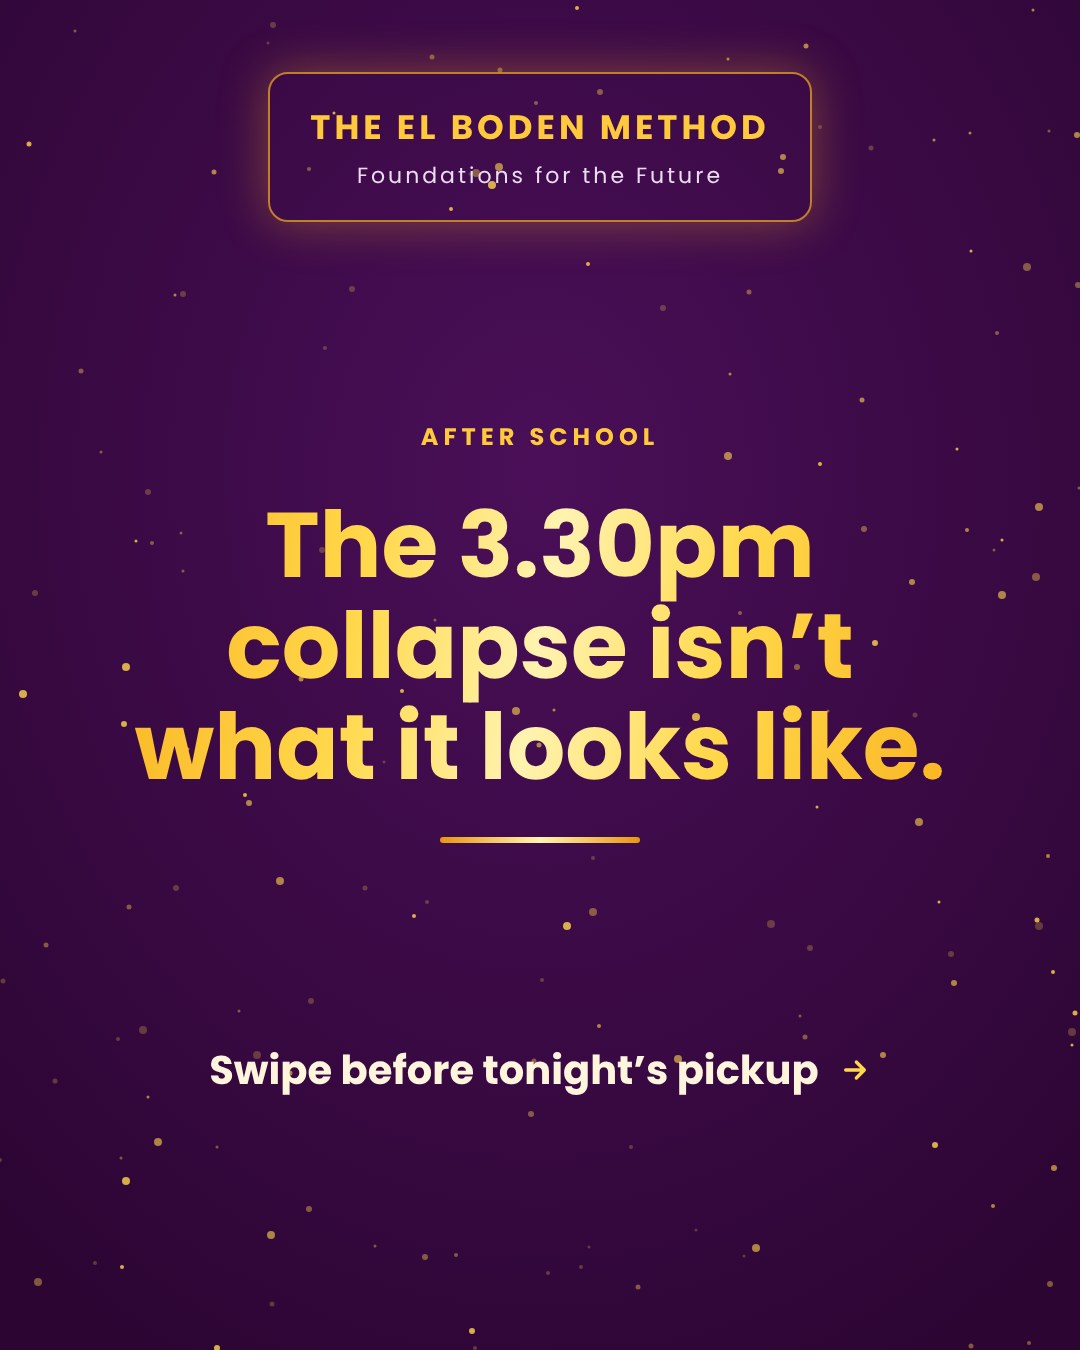 THE EL BODEN METHOD
Foundations for the Future
AFTER SCHOOL
The 3.30pm
collapse isn’t
what it looks like.
Swipe before tonight’s pickup →